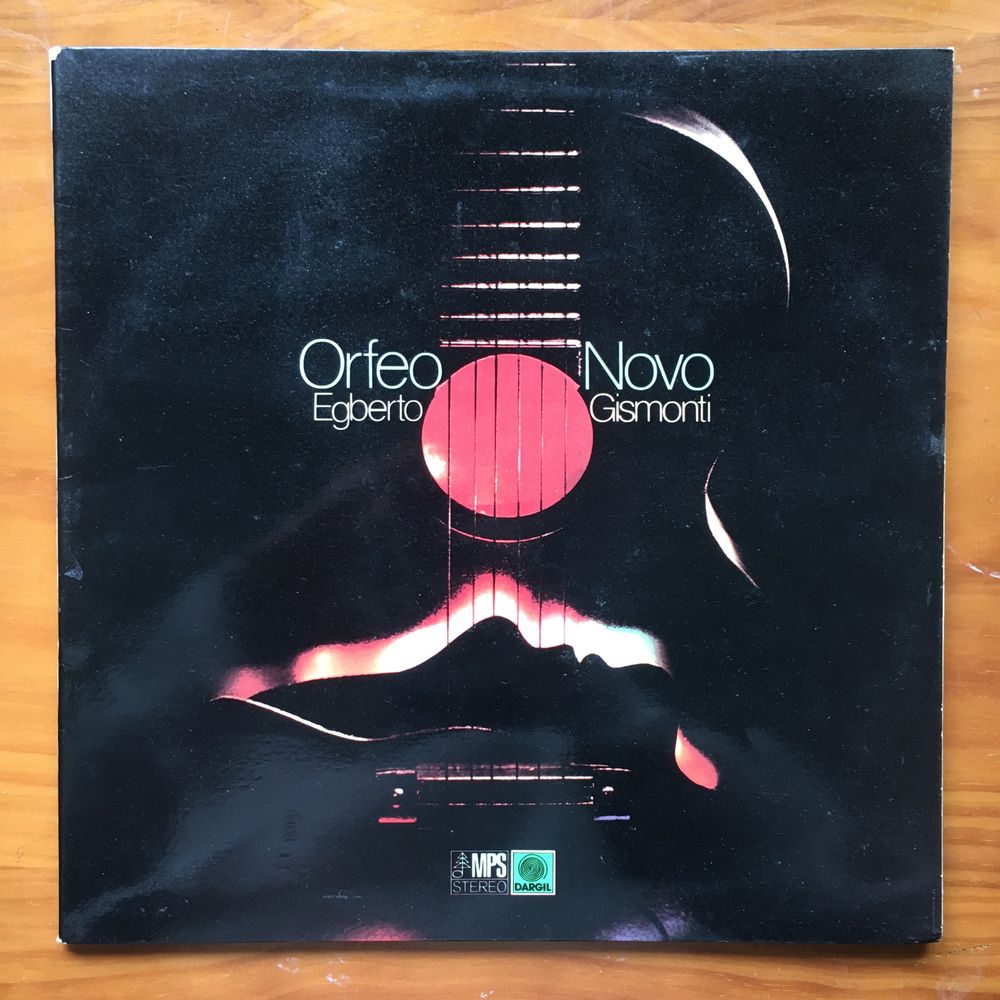 Orfeo Novo
Egberto Gismonti
MPS
STEREO
DARGIL